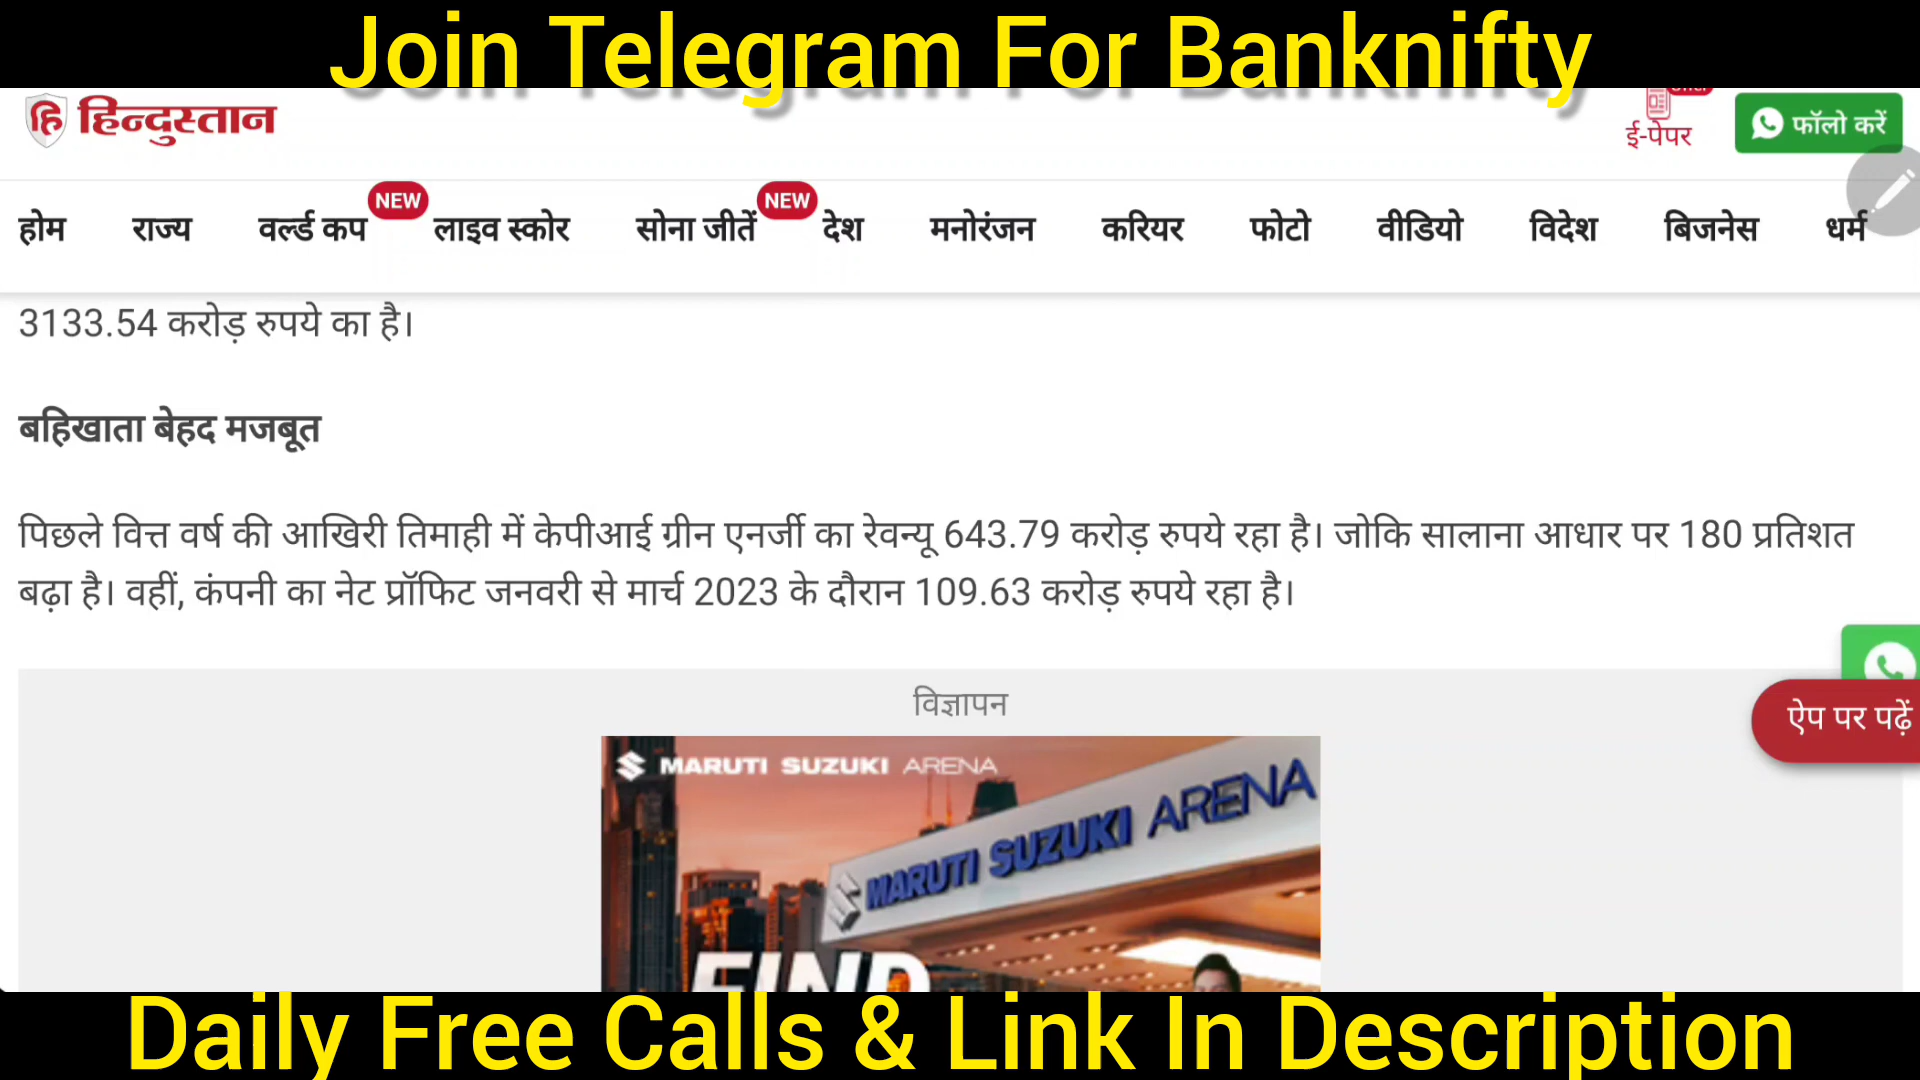 Join Telegram For Banknifty
हि हिन्दुस्तान
ई-पेपर
फॉलो करें
होम राज्य वर्ल्ड कप NEW लाइव स्कोर सोना जीतें NEW देश मनोरंजन करियर फोटो वीडियो विदेश बिजनेस धर्म
3133.54 करोड़ रुपये का है।
बहिखाता बेहद मजबूत
पिछले वित्त वर्ष की आखिरी तिमाही में केपीआई ग्रीन एनर्जी का रेवन्यू 643.79 करोड़ रुपये रहा है। जोकि सालाना आधार पर 180 प्रतिशत
बढ़ा है। वहीं, कंपनी का नेट प्रॉफिट जनवरी से मार्च 2023 के दौरान 109.63 करोड़ रुपये रहा है।
विज्ञापन
ऐप पर पढ़ें
MARUTI SUZUKI ARENA
MARUTI SUZUKI ARENA
FIND
Daily Free Calls & Link In Description